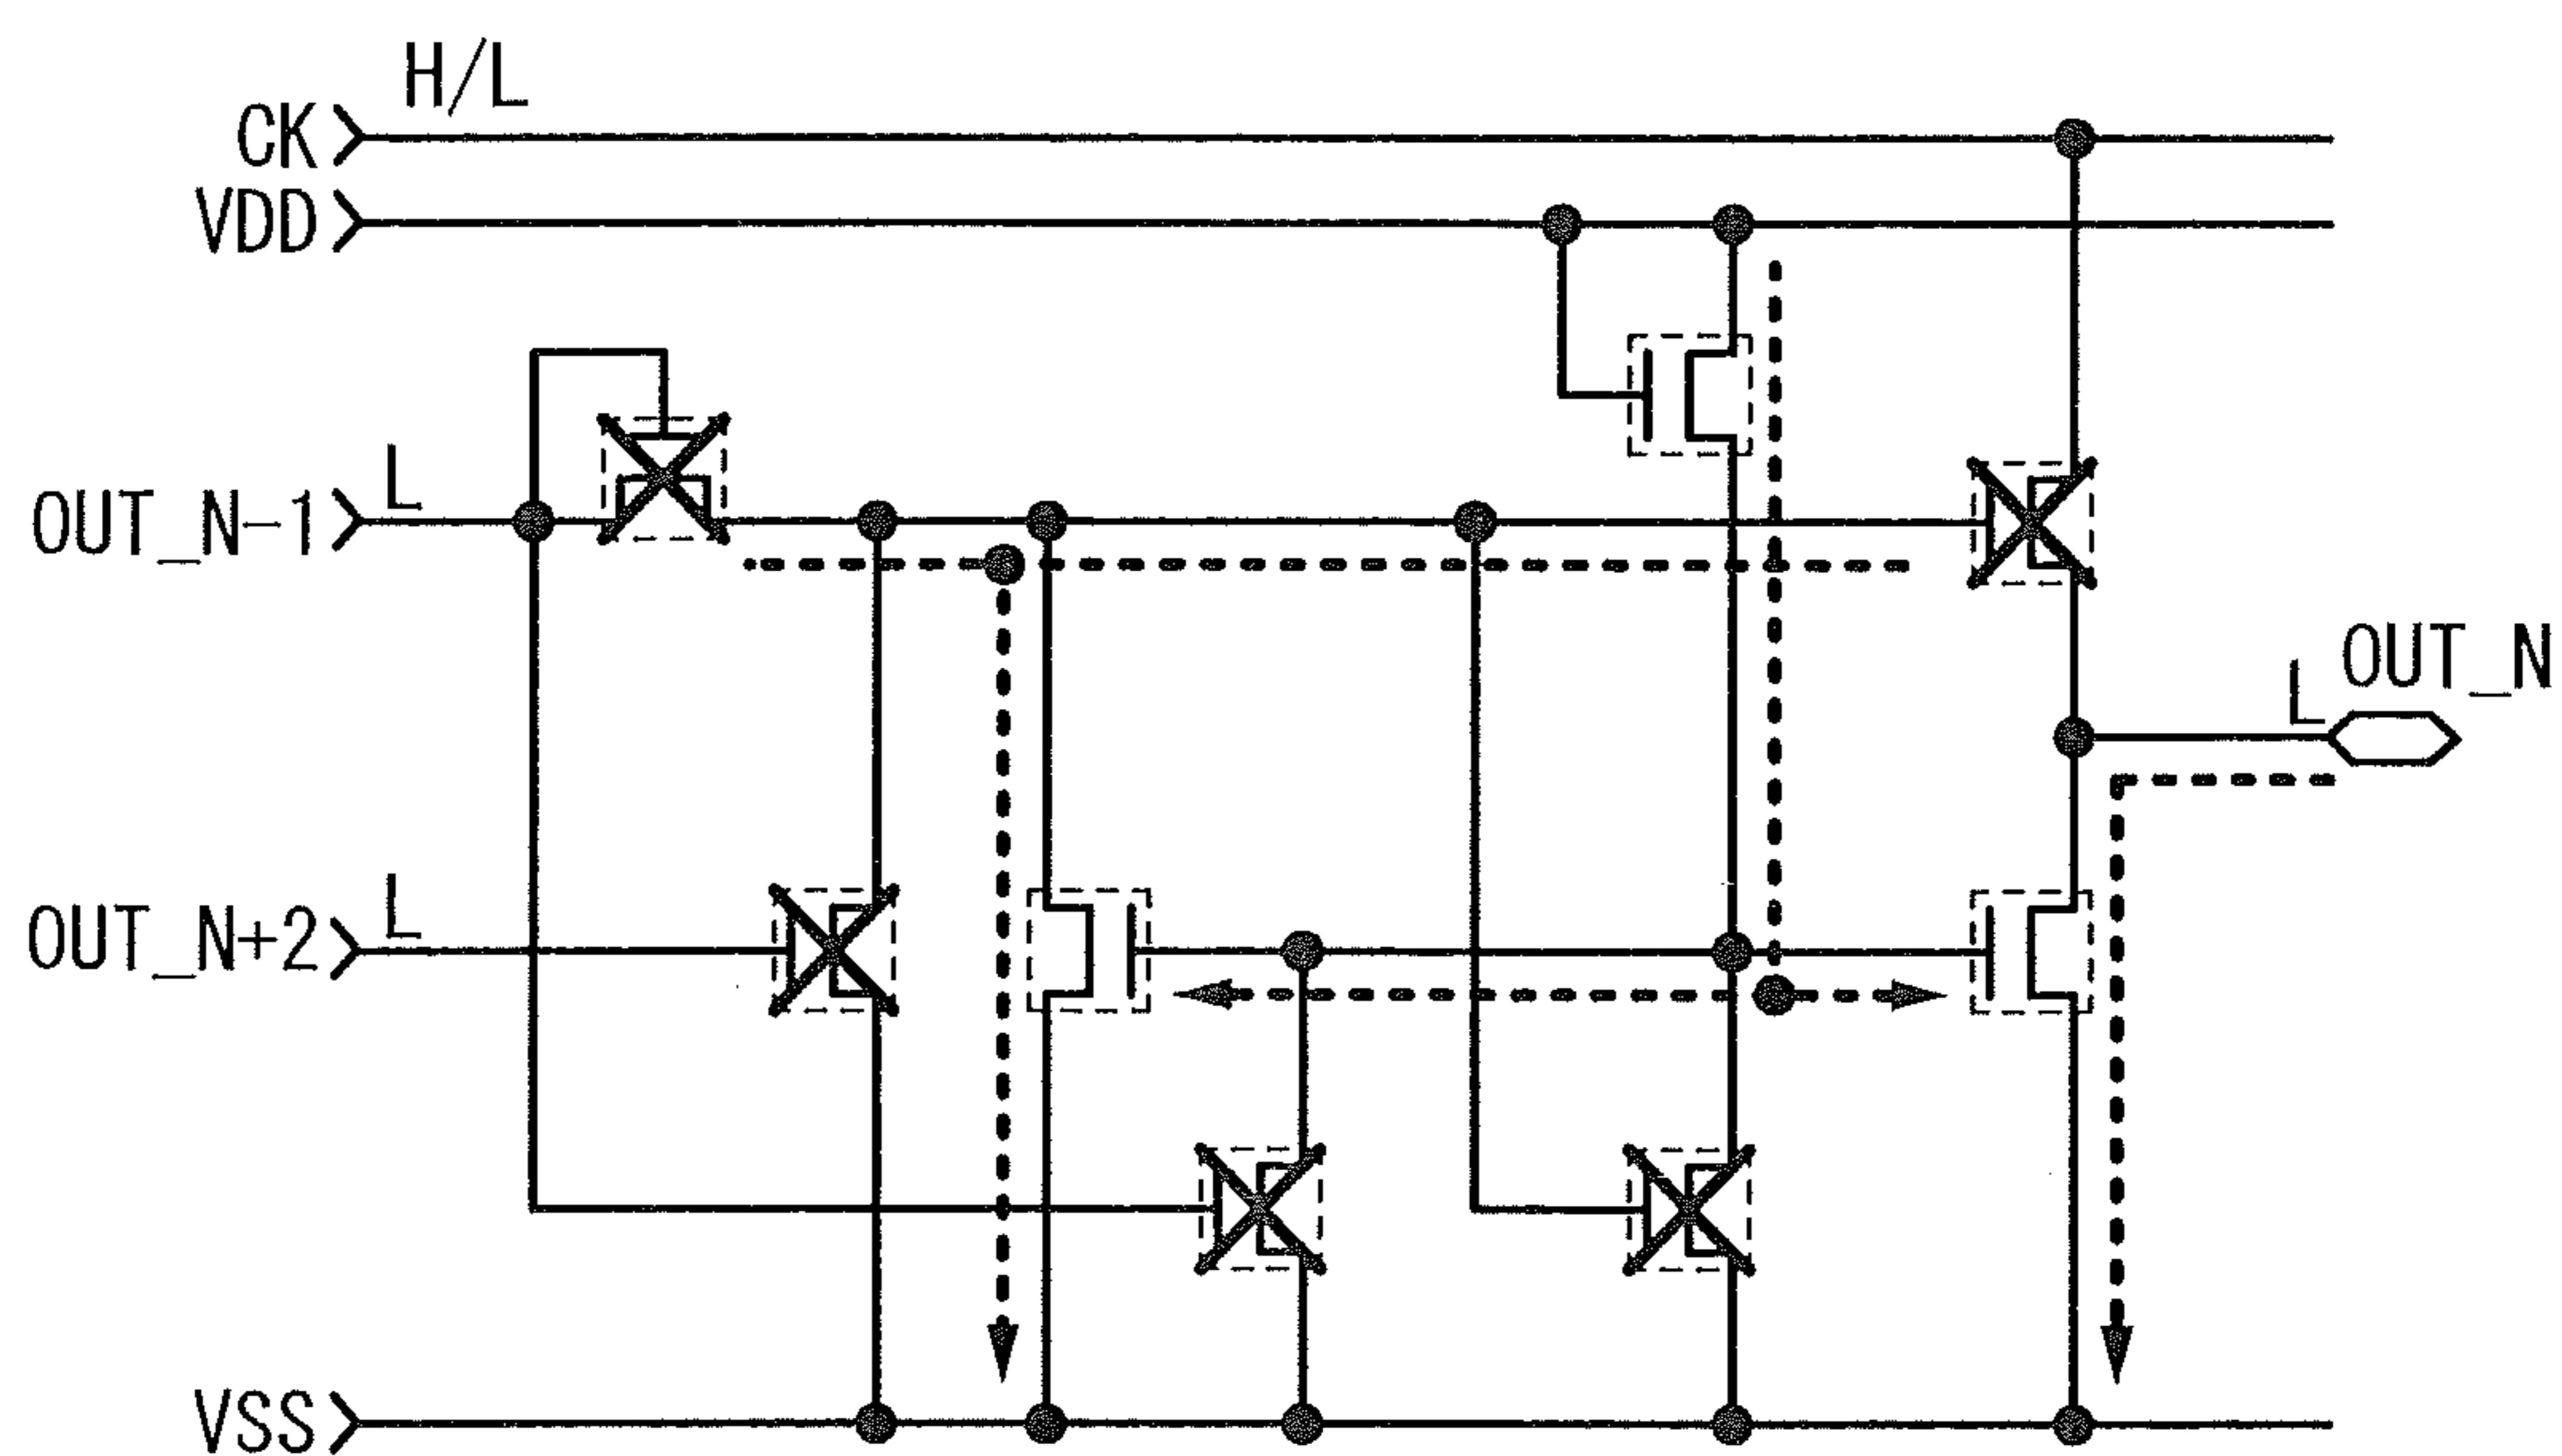 H/L
CK
VDD
L
OUT_N-1
OUT_N
L
L
OUT_N+2
VSS